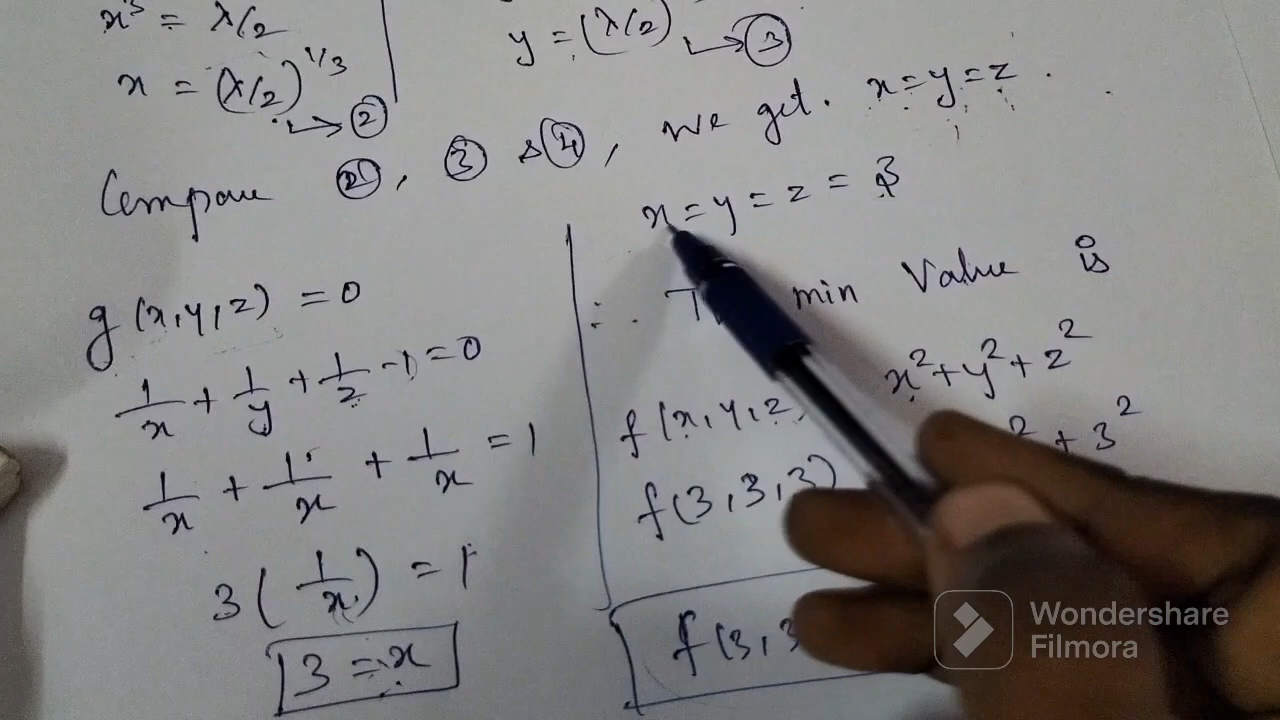 x³ = λ/2
x = (λ/2)^1/3
↳ ②
y = (λ/2) ↳ ③
Compare ②, ③ & ④, we get. x=y=z.
g(x,y,z) = 0
1/x + 1/y + 1/z - 1 = 0
1/x + 1/x + 1/x = 1
3(1/x) = 1
3 = x
x = y = z = 3
∴ min Value is
f(x,y,z x²+y²+z²
f(3,3,3) ² + 3²
f(3,3
Wondershare
Filmora